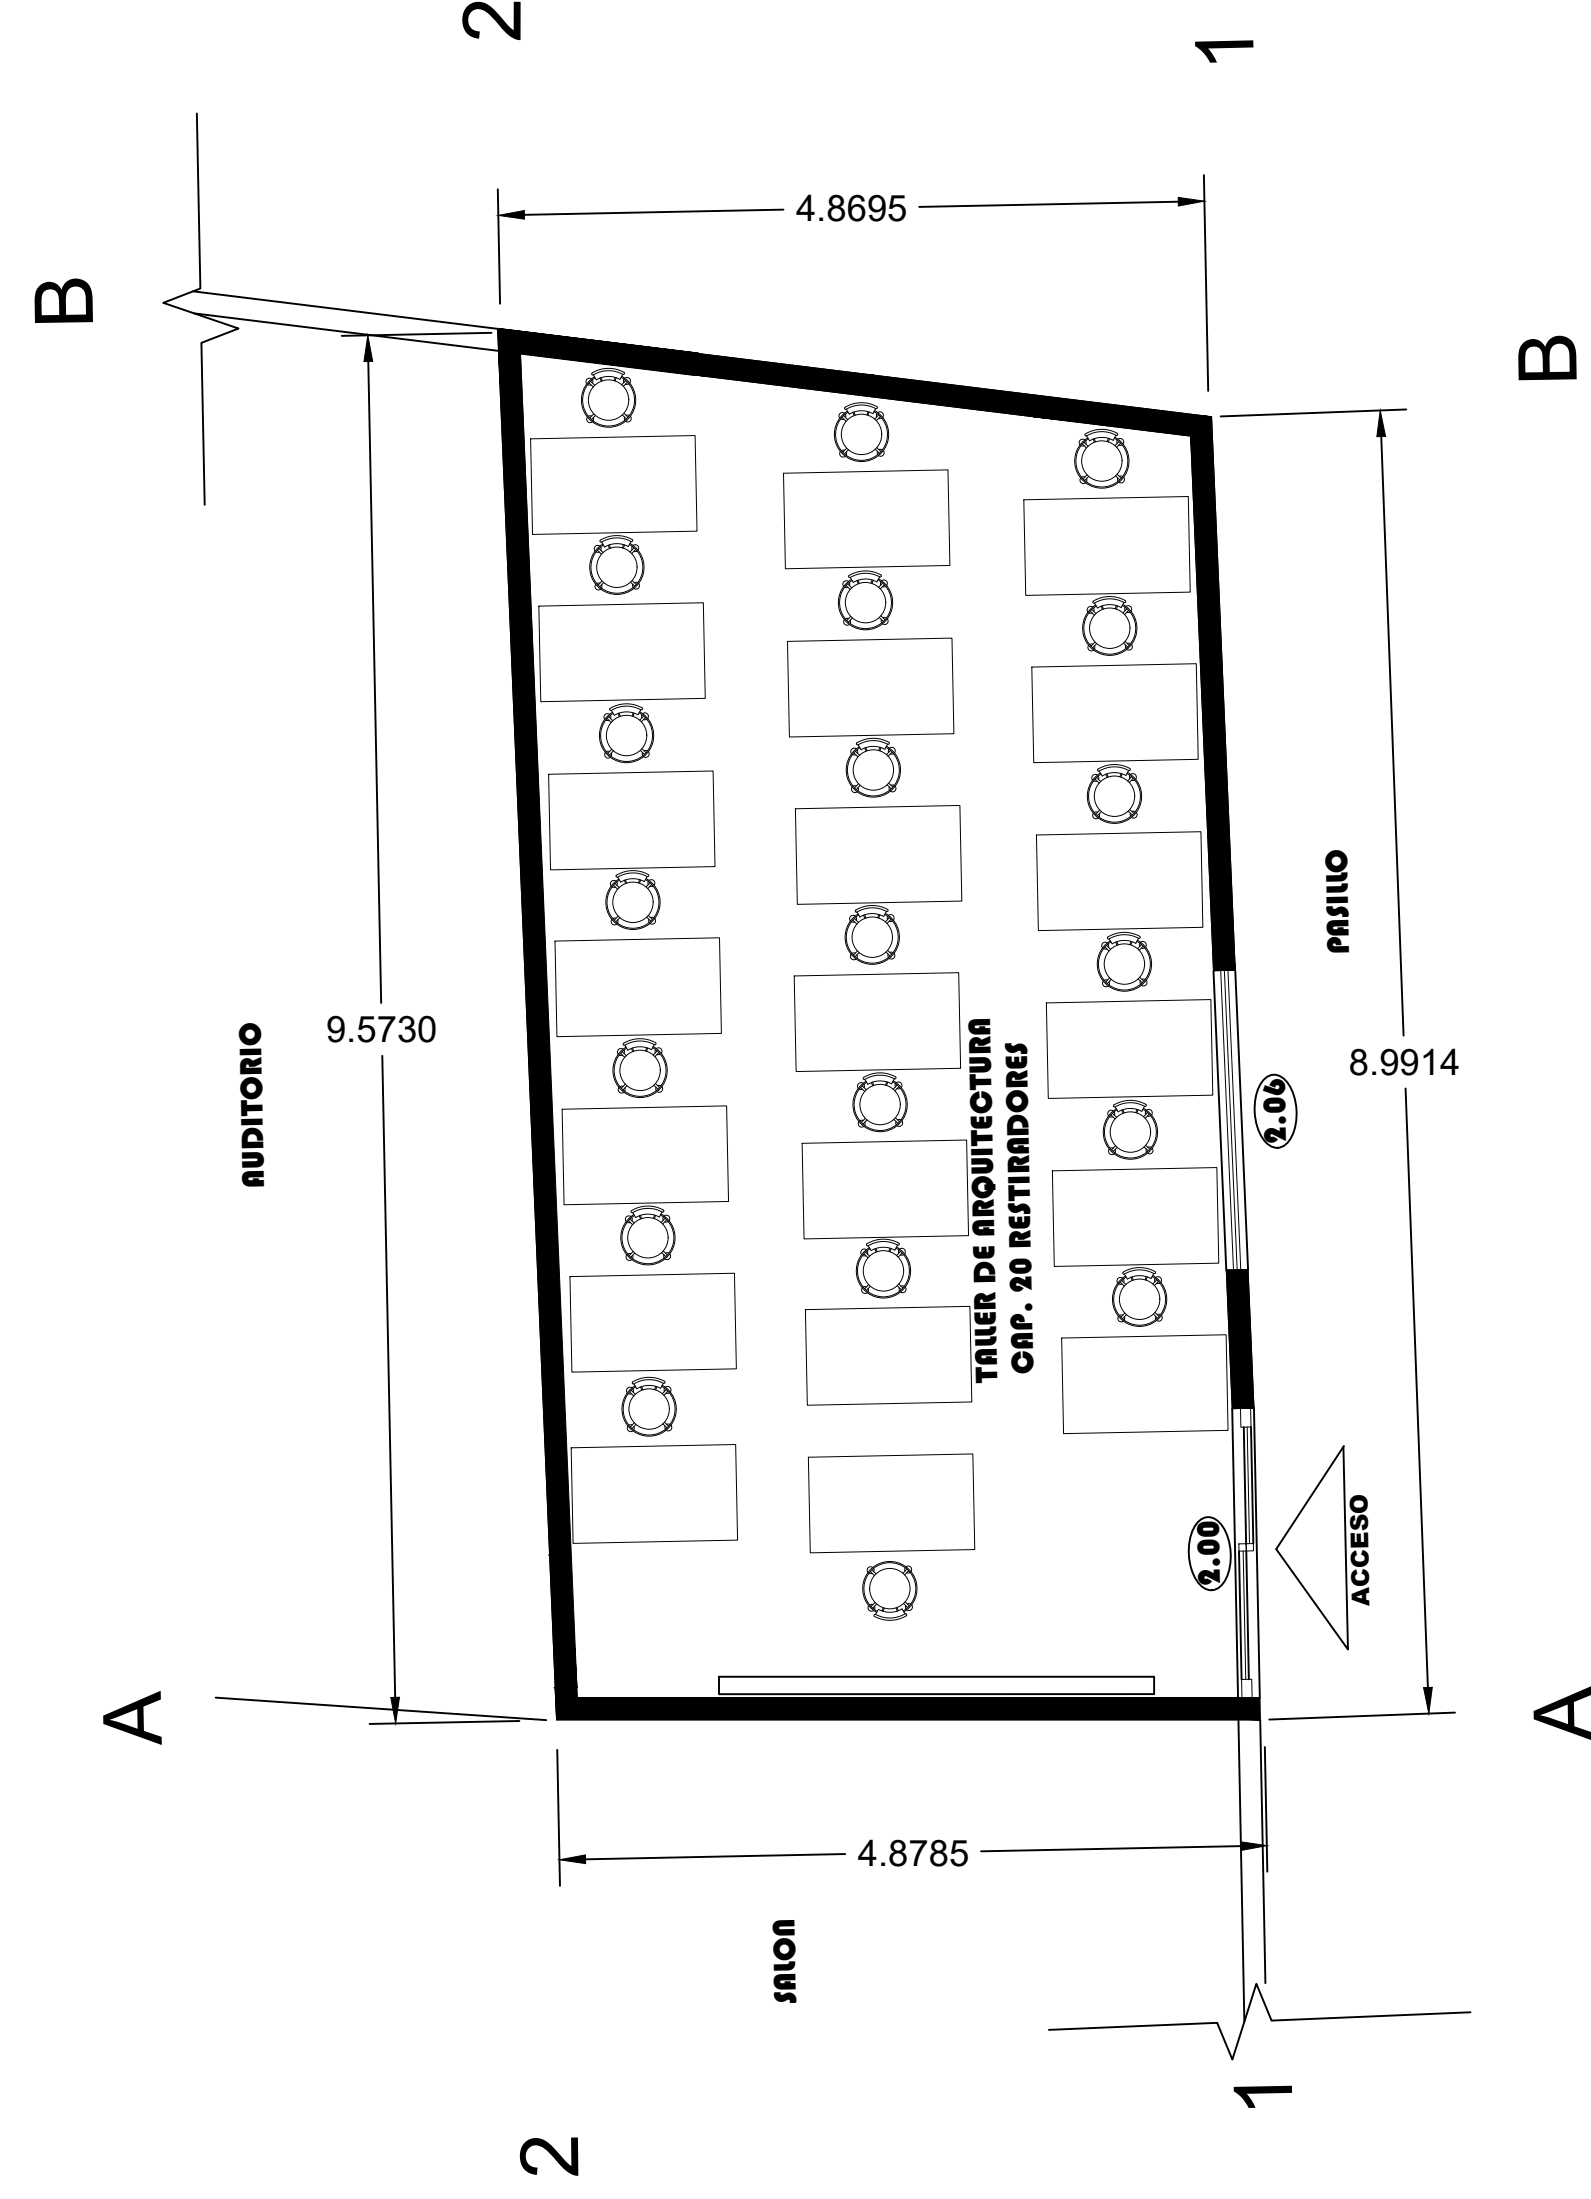 2
1
4.8695
B
B
AUDITORIO
9.5730
TALLER DE ARQUITECTURA
CAP. 20 RESTIRADORES
2.06
PASILLO
8.9914
2.00
ACCESO
A
A
4.8785
SALON
2
1